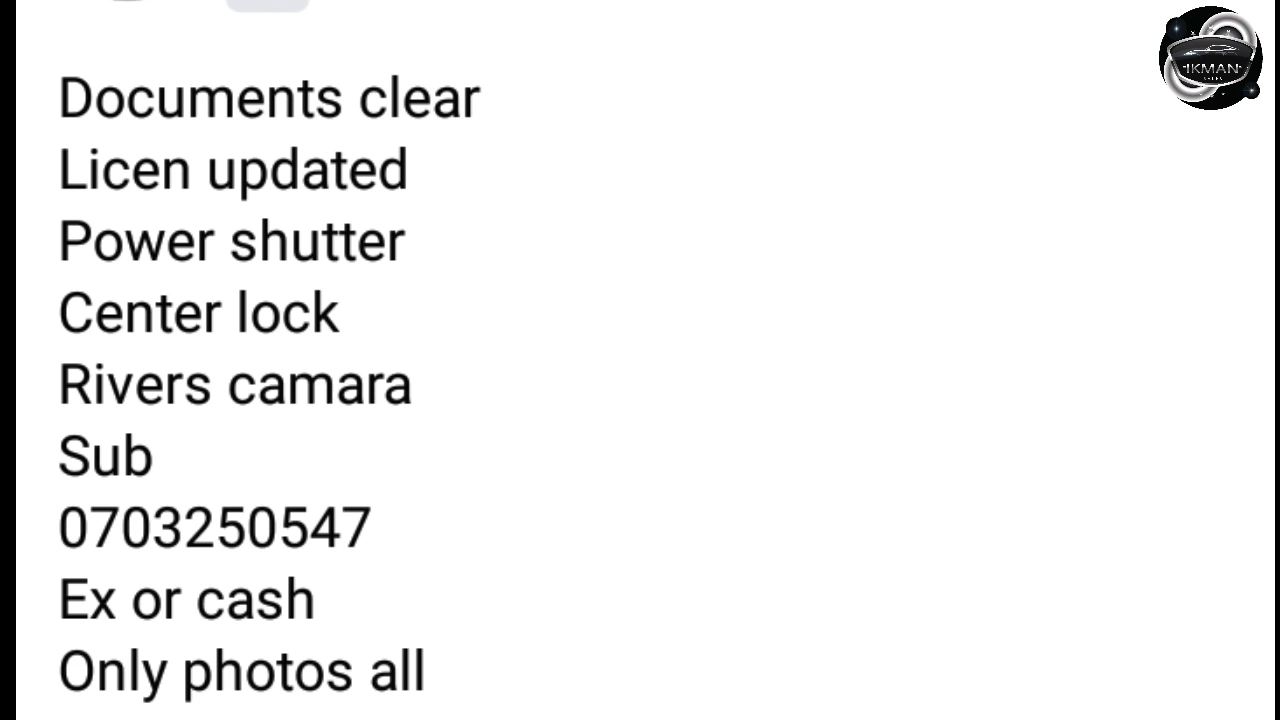 IKMAN
SALES
Documents clear
Licen updated
Power shutter
Center lock
Rivers camara
Sub
0703250547
Ex or cash
Only photos all